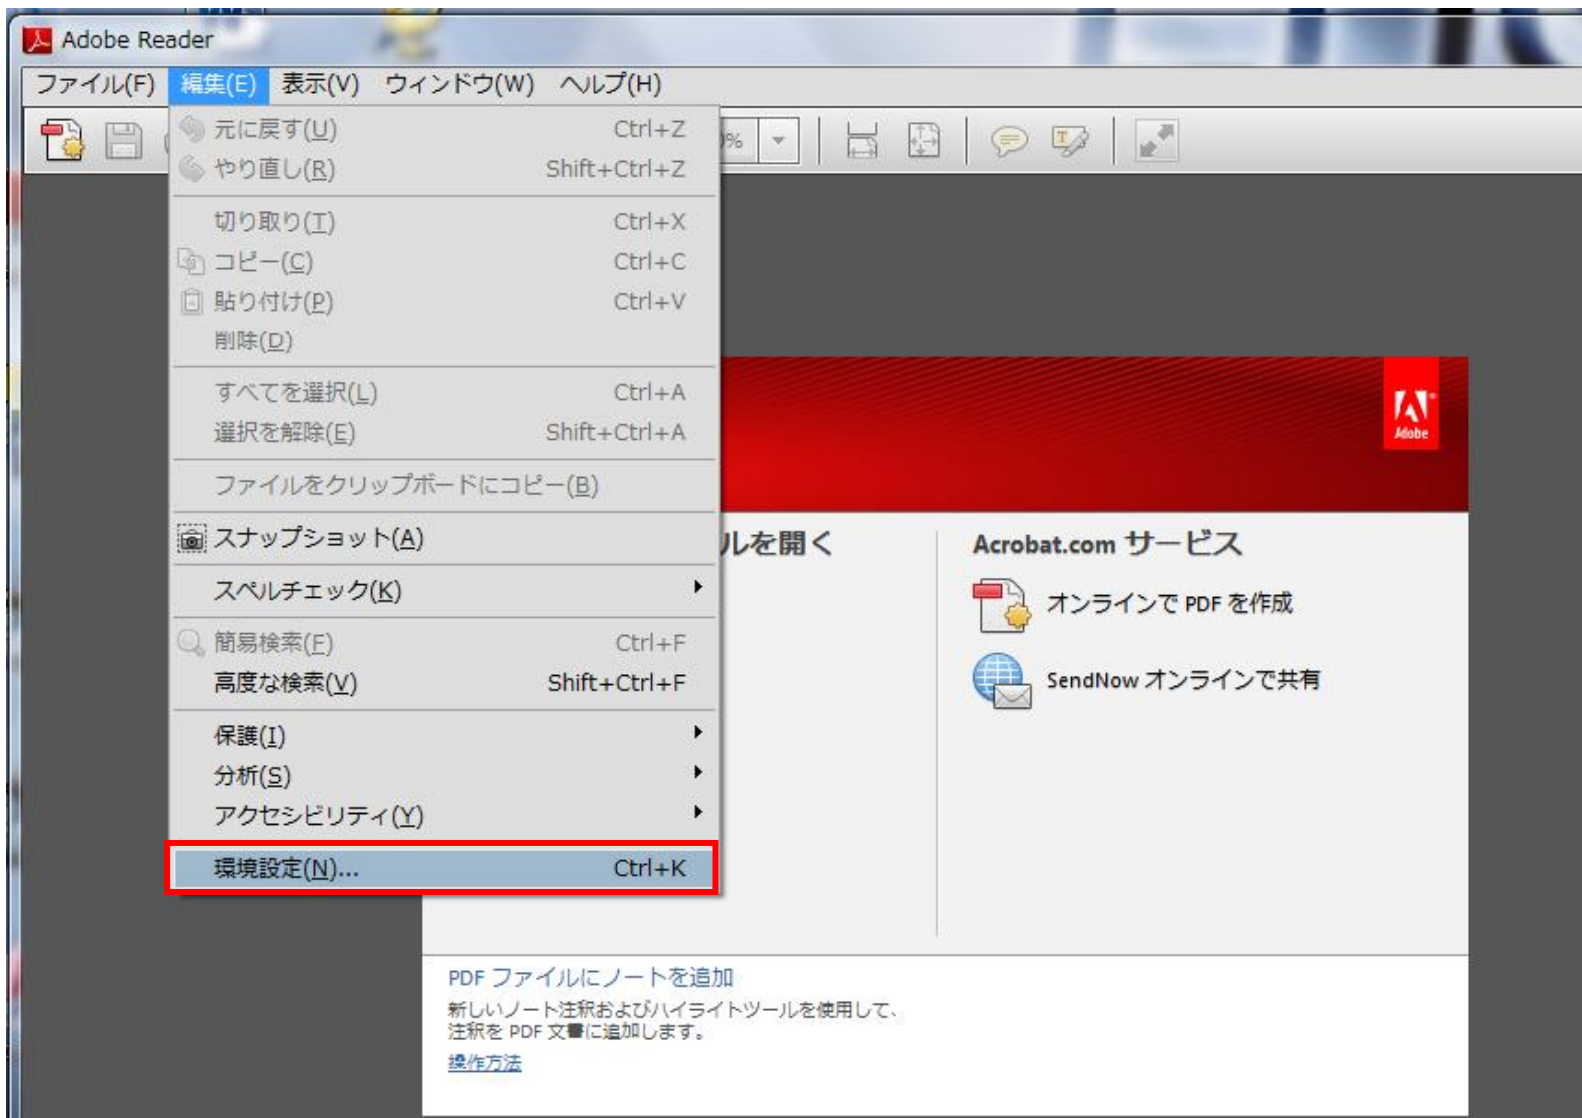 Adobe Reader
ファイル(F) 編集(E) 表示(V) ウィンドウ(W) ヘルプ(H)
元に戻す(U) Ctrl+Z
やり直し(R) Shift+Ctrl+Z
切り取り(T) Ctrl+X
コピー(C) Ctrl+C
貼り付け(P) Ctrl+V
削除(D)
すべてを選択(L) Ctrl+A
選択を解除(E) Shift+Ctrl+A
ファイルをクリップボードにコピー(B)
スナップショット(A)
スペルチェック(K)
簡易検索(F) Ctrl+F
高度な検索(V) Shift+Ctrl+F
保護(I)
分析(S)
アクセシビリティ(Y)
環境設定(N)... Ctrl+K
%
Adobe
ルを開く
Acrobat.com サービス
オンラインで PDF を作成
SendNow オンラインで共有
PDF ファイルにノートを追加
新しいノート注釈およびハイライトツールを使用して、
注釈を PDF 文書に追加します。
操作方法